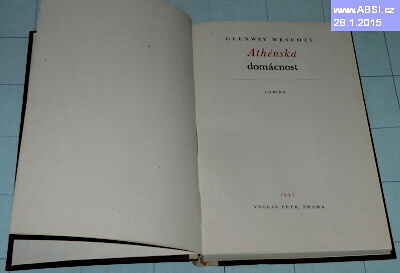 www.ABSI.cz
28.1.2015
GLENWAY WESCOTT
Athénská
domácnost
román
1947
VÁCLAV PETR, PRAHA